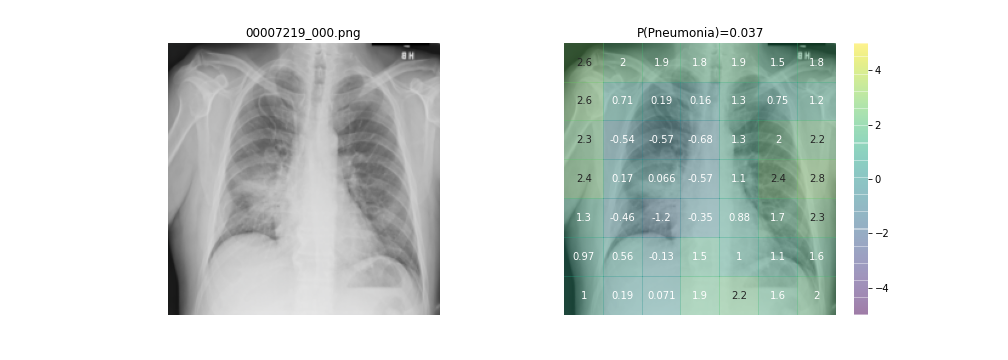 00007219_000.png
P(Pneumonia)=0.037
2.6 2 1.9 1.8 1.9 1.5 1.8
2.6 0.71 0.19 0.16 1.3 0.75 1.2
2.3 -0.54 -0.57 -0.68 1.3 2 2.2
2.4 0.17 0.066 -0.57 1.1 2.4 2.8
1.3 -0.46 -1.2 -0.35 0.88 1.7 2.3
0.97 0.56 -0.13 1.5 1 1.1 1.6
1 0.19 0.071 1.9 2.2 1.6 2
4
2
0
−2
−4